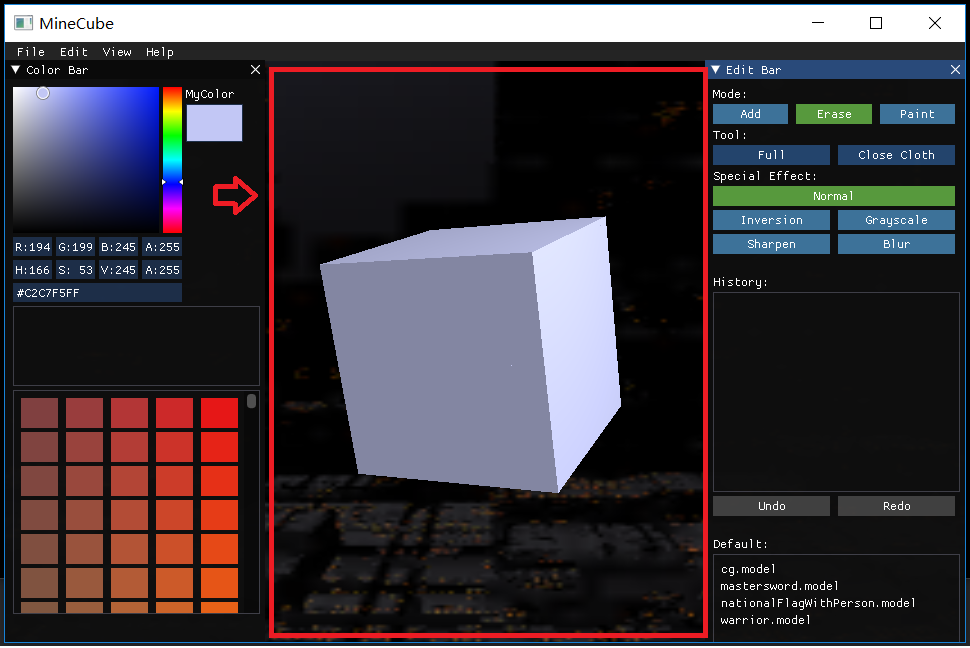 MineCube
File Edit View Help
Color Bar
MyColor
R:194 G:199 B:245 A:255
H:166 S: 53 V:245 A:255
#C2C7F5FF
Edit Bar
Mode:
Add Erase Paint
Tool:
Full Close Cloth
Special Effect:
Normal
Inversion Grayscale
Sharpen Blur
History:
Undo Redo
Default:
cg.model
mastersword.model
nationalFlagWithPerson.model
warrior.model